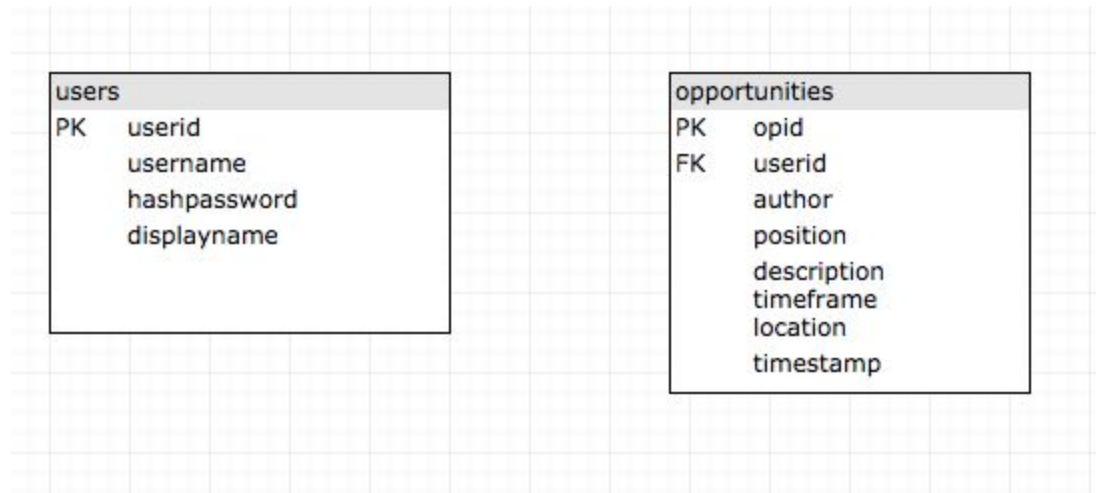 users
PK userid
username
hashpassword
displayname
opportunities
PK opid
FK userid
author
position
description
timeframe
location
timestamp